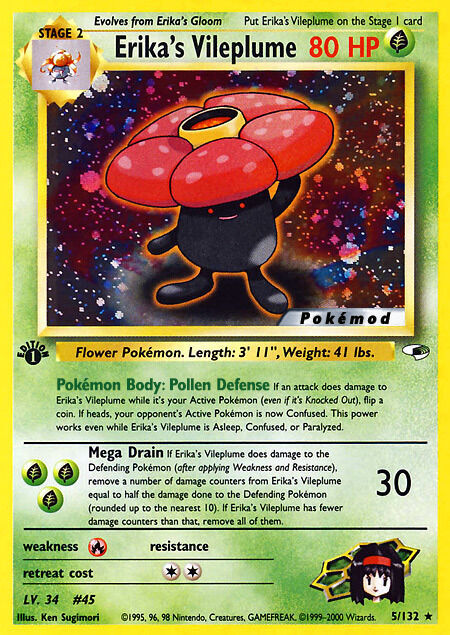 Evolves from Erika's Gloom
Put Erika's Vileplume on the Stage 1 card
STAGE 2
Erika's Vileplume 80 HP
Pokémod
EDITION
1
Flower Pokémon. Length: 3' 11", Weight: 41 lbs.
Pokémon Body: Pollen Defense If an attack does damage to
Erika's Vileplume while it's your Active Pokémon (even if it's Knocked Out), flip a
coin. If heads, your opponent's Active Pokémon is now Confused. This power
works even while Erika's Vileplume is Asleep, Confused, or Paralyzed.
Mega Drain If Erika's Vileplume does damage to the
Defending Pokémon (after applying Weakness and Resistance),
remove a number of damage counters from Erika's Vileplume
equal to half the damage done to the Defending Pokémon
(rounded up to the nearest 10). If Erika's Vileplume has fewer
damage counters than that, remove all of them.
30
weakness
resistance
retreat cost
LV. 34 #45
Illus. Ken Sugimori
©1995, 96, 98 Nintendo, Creatures, GAMEFREAK. ©1999-2000 Wizards.
5/132 ★